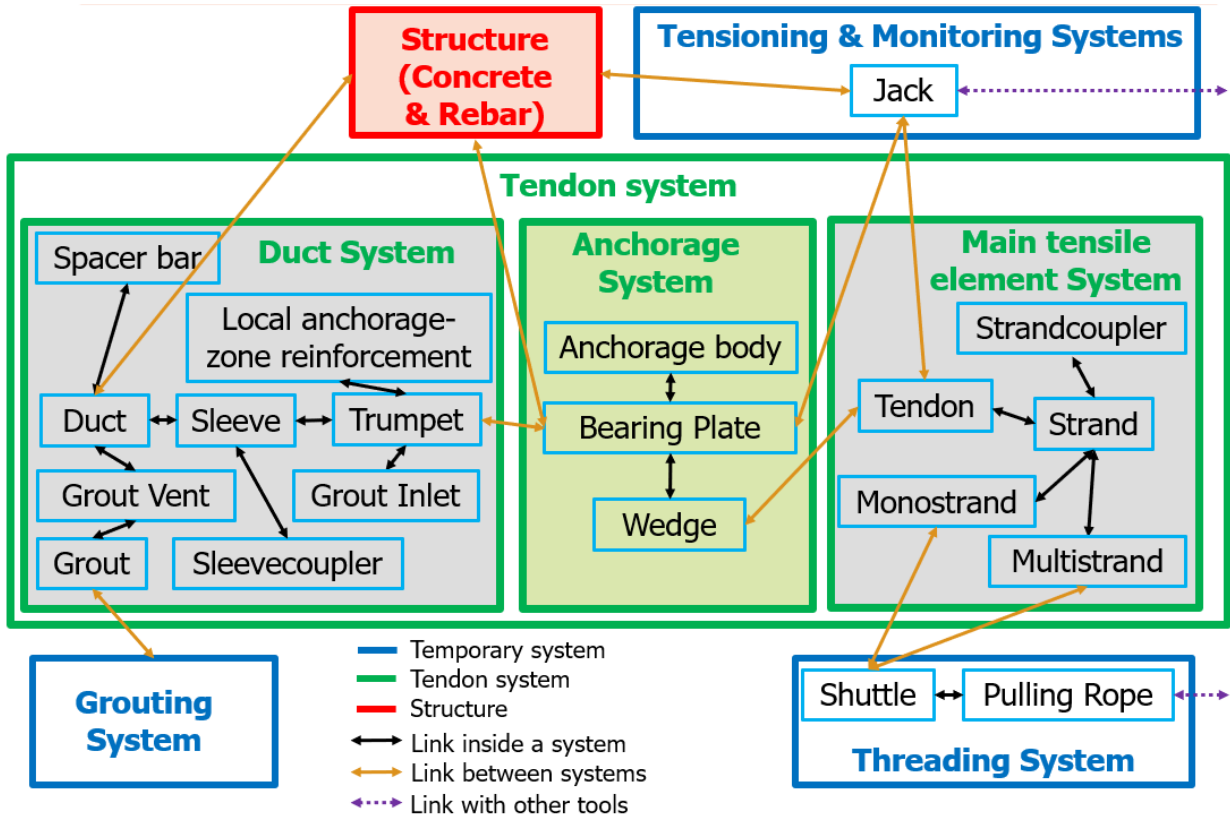 Structure
(Concrete
& Rebar)
Tensioning & Monitoring Systems
Jack
Tendon system
Duct System
Spacer bar
Local anchorage-
zone reinforcement
Duct
Sleeve
Trumpet
Grout Vent
Grout Inlet
Grout
Sleevecoupler
Anchorage
System
Anchorage body
Bearing Plate
Wedge
Main tensile
element System
Strandcoupler
Tendon
Strand
Monostrand
Multistrand
Grouting
System
Temporary system
Tendon system
Structure
Link inside a system
Link between systems
Link with other tools
Shuttle
Pulling Rope
Threading System